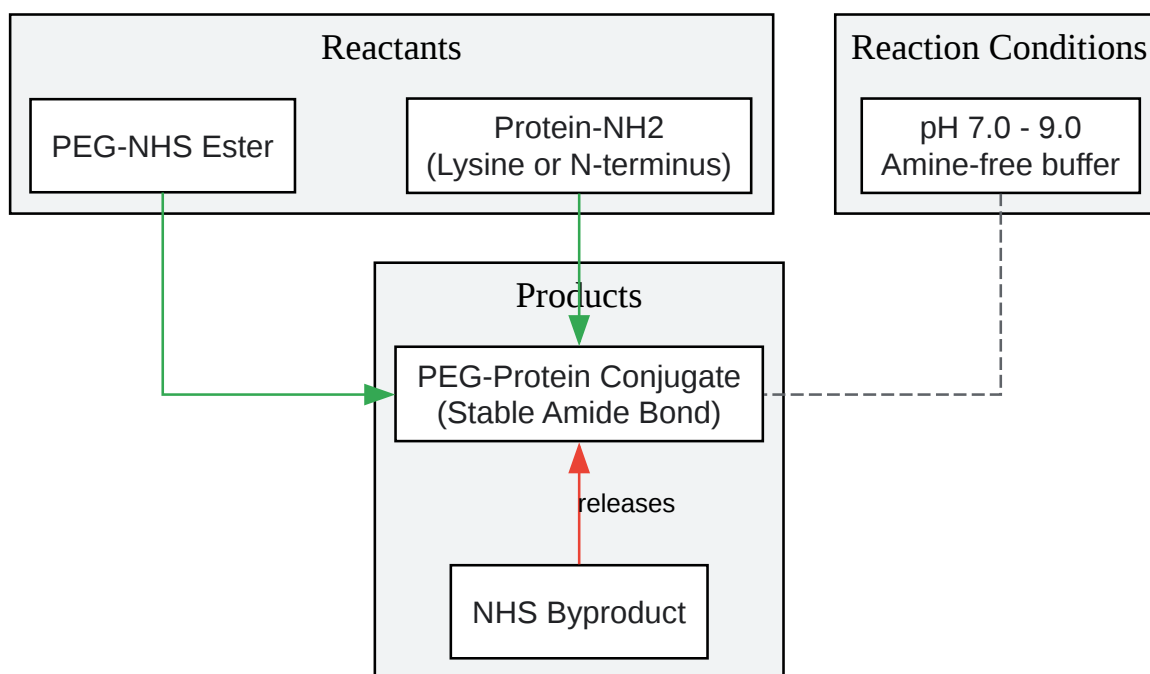 Reactants
Reaction Conditions
PEG-NHS Ester
Protein-NH2
(Lysine or N-terminus)
pH 7.0 - 9.0
Amine-free buffer
Products
PEG-Protein Conjugate
(Stable Amide Bond)
releases
NHS Byproduct